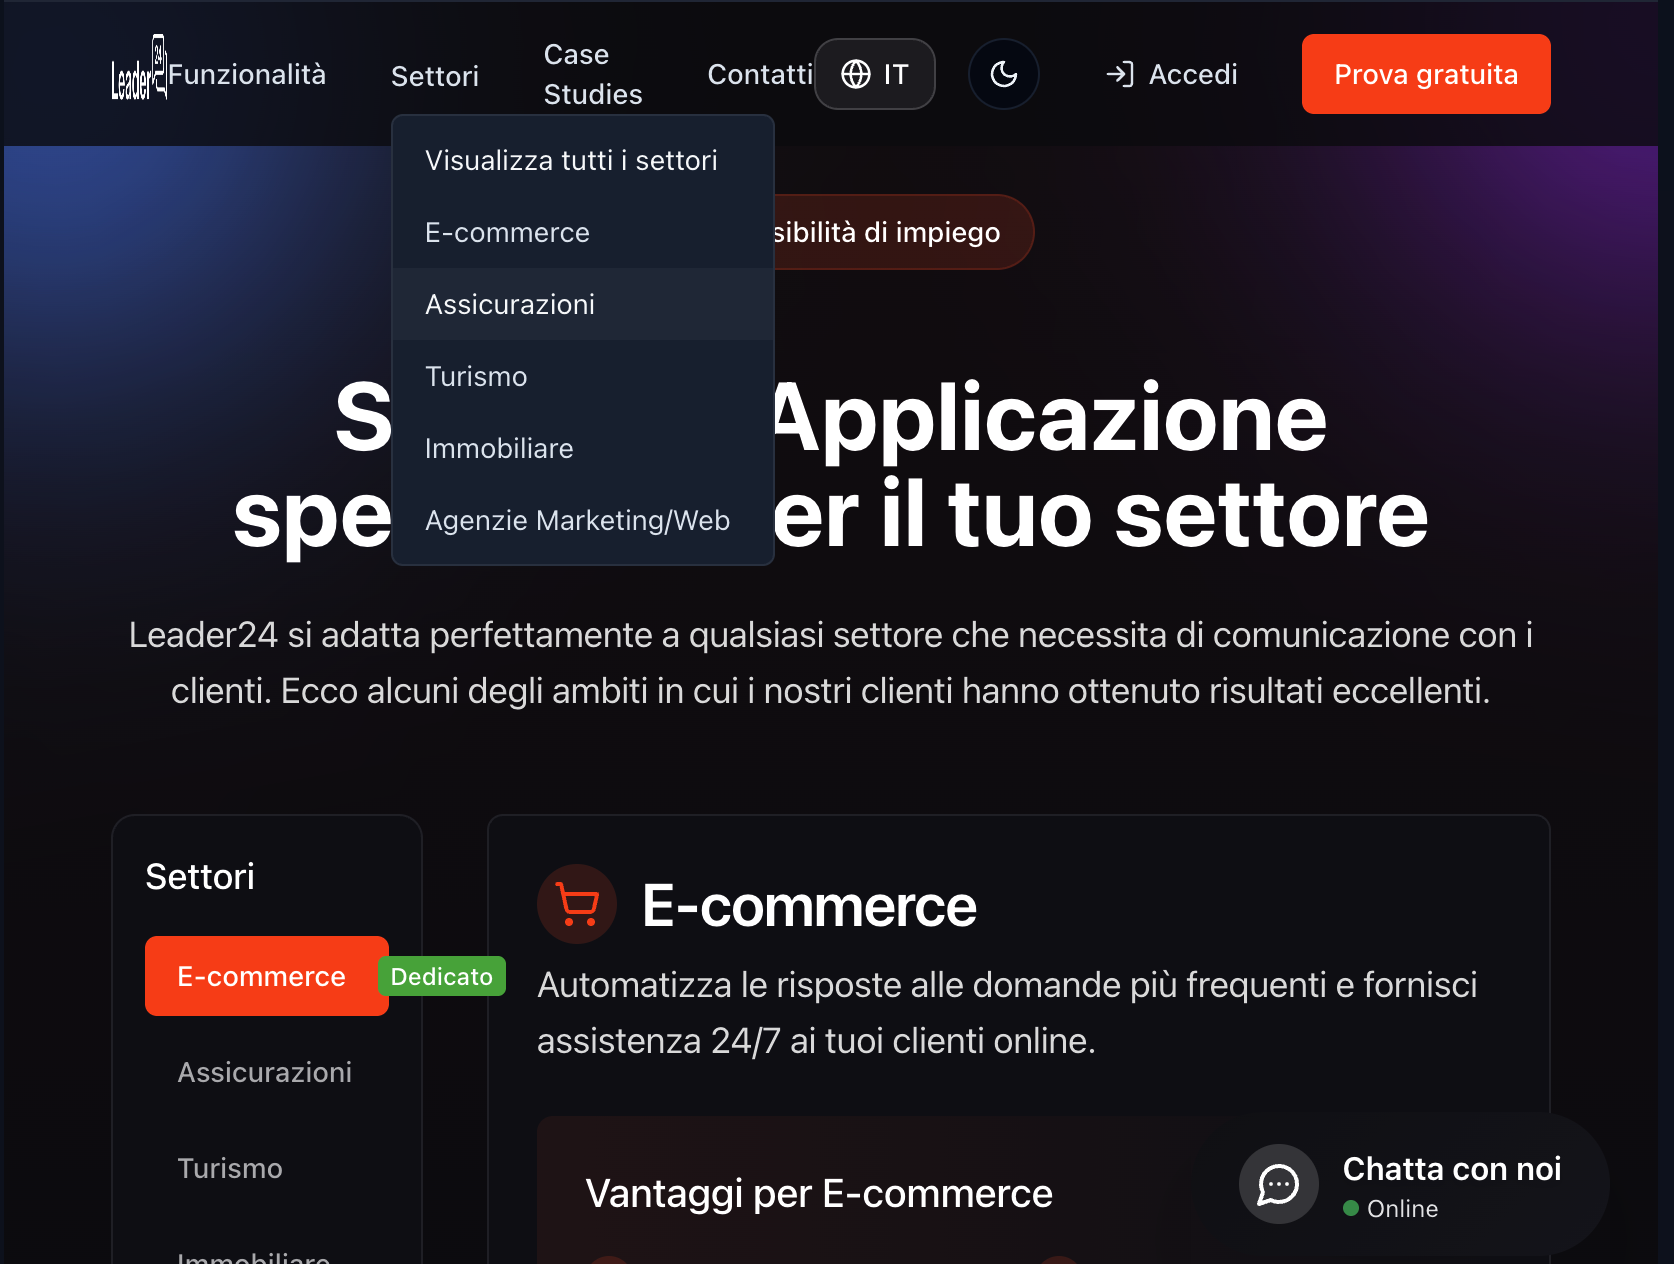 Leader24
Funzionalità
Settori
Case
Studies
Contatti
IT
Accedi
Prova gratuita
Visualizza tutti i settori
E-commerce
Assicurazioni
Turismo
Immobiliare
Agenzie Marketing/Web
sibilità di impiego
S Applicazione
spe er il tuo settore
Leader24 si adatta perfettamente a qualsiasi settore che necessita di comunicazione con i
clienti. Ecco alcuni degli ambiti in cui i nostri clienti hanno ottenuto risultati eccellenti.
Settori
E-commerce
Dedicato
Assicurazioni
Turismo
Immobiliare
E-commerce
Automatizza le risposte alle domande più frequenti e fornisci
assistenza 24/7 ai tuoi clienti online.
Vantaggi per E-commerce
Chatta con noi
Online